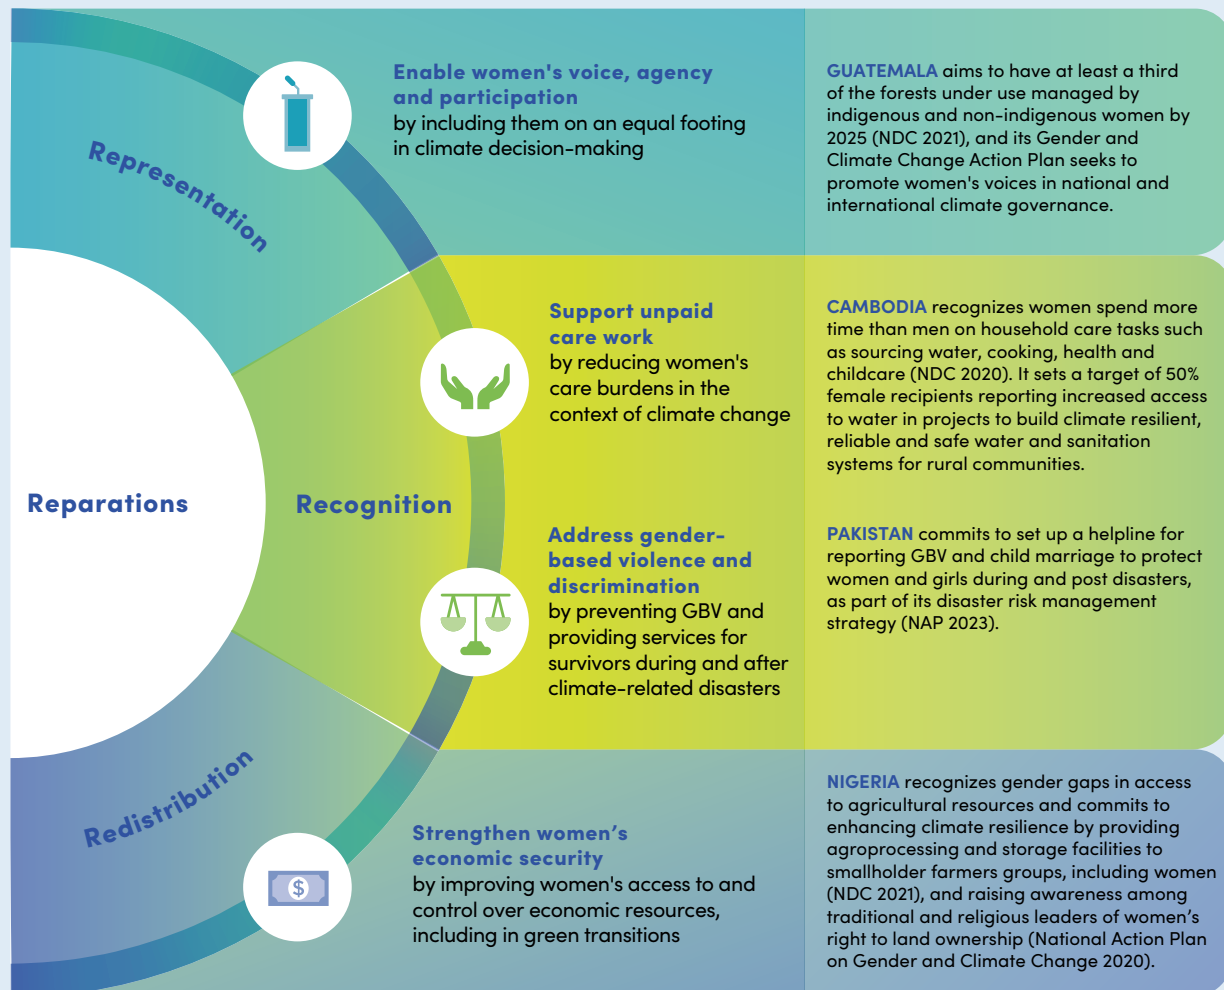 Representation
Enable women's voice, agency
and participation
by including them on an equal footing
in climate decision-making
GUATEMALA aims to have at least a third
of the forests under use managed by
indigenous and non-indigenous women by
2025 (NDC 2021), and its Gender and
Climate Change Action Plan seeks to
promote women's voices in national and
international climate governance.
Reparations
Recognition
Support unpaid
care work
by reducing women's
care burdens in the
context of climate change
CAMBODIA recognizes women spend more
time than men on household care tasks such
as sourcing water, cooking, health and
childcare (NDC 2020). It sets a target of 50%
female recipients reporting increased access
to water in projects to build climate resilient,
reliable and safe water and sanitation
systems for rural communities.
Address gender-
based violence and
discrimination
by preventing GBV and
providing services for
survivors during and after
climate-related disasters
PAKISTAN commits to set up a helpline for
reporting GBV and child marriage to protect
women and girls during and post disasters,
as part of its disaster risk management
strategy (NAP 2023).
Redistribution
$
Strengthen women’s
economic security
by improving women's access to and
control over economic resources,
including in green transitions
NIGERIA recognizes gender gaps in access
to agricultural resources and commits to
enhancing climate resilience by providing
agroprocessing and storage facilities to
smallholder farmers groups, including women
(NDC 2021), and raising awareness among
traditional and religious leaders of women’s
right to land ownership (National Action Plan
on Gender and Climate Change 2020).